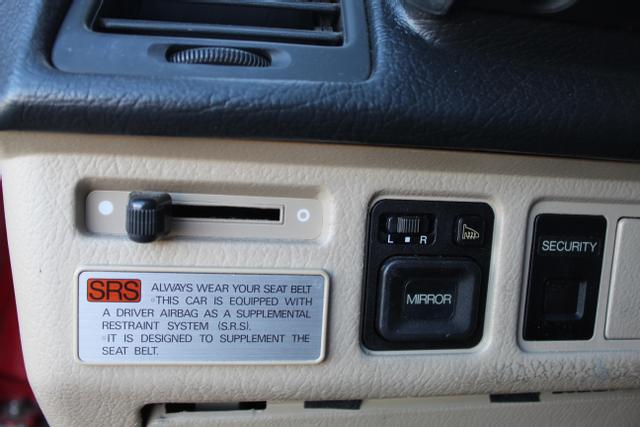 SRS ALWAYS WEAR YOUR SEAT BELT
○THIS CAR IS EQUIPPED WITH
A DRIVER AIRBAG AS A SUPPLEMENTAL
RESTRAINT SYSTEM (S.R.S).
○IT IS DESIGNED TO SUPPLEMENT THE
SEAT BELT.
L R
MIRROR
SECURITY